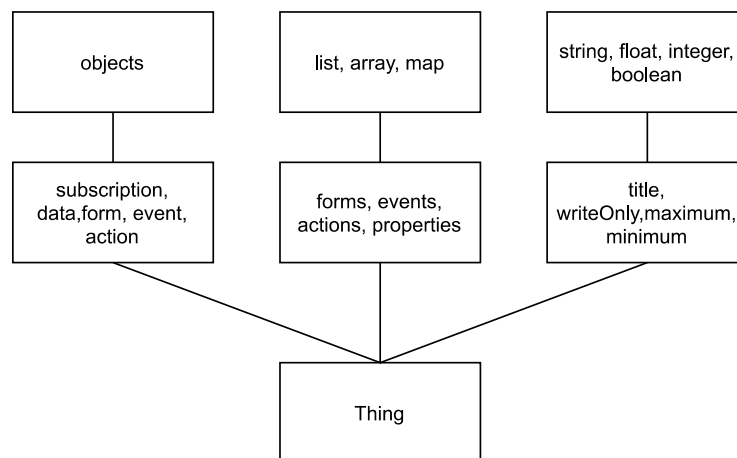 objects
list, array, map
string, float, integer,
boolean
subscription,
data,form, event,
action
forms, events,
actions, properties
title,
writeOnly,maximum,
minimum
Thing